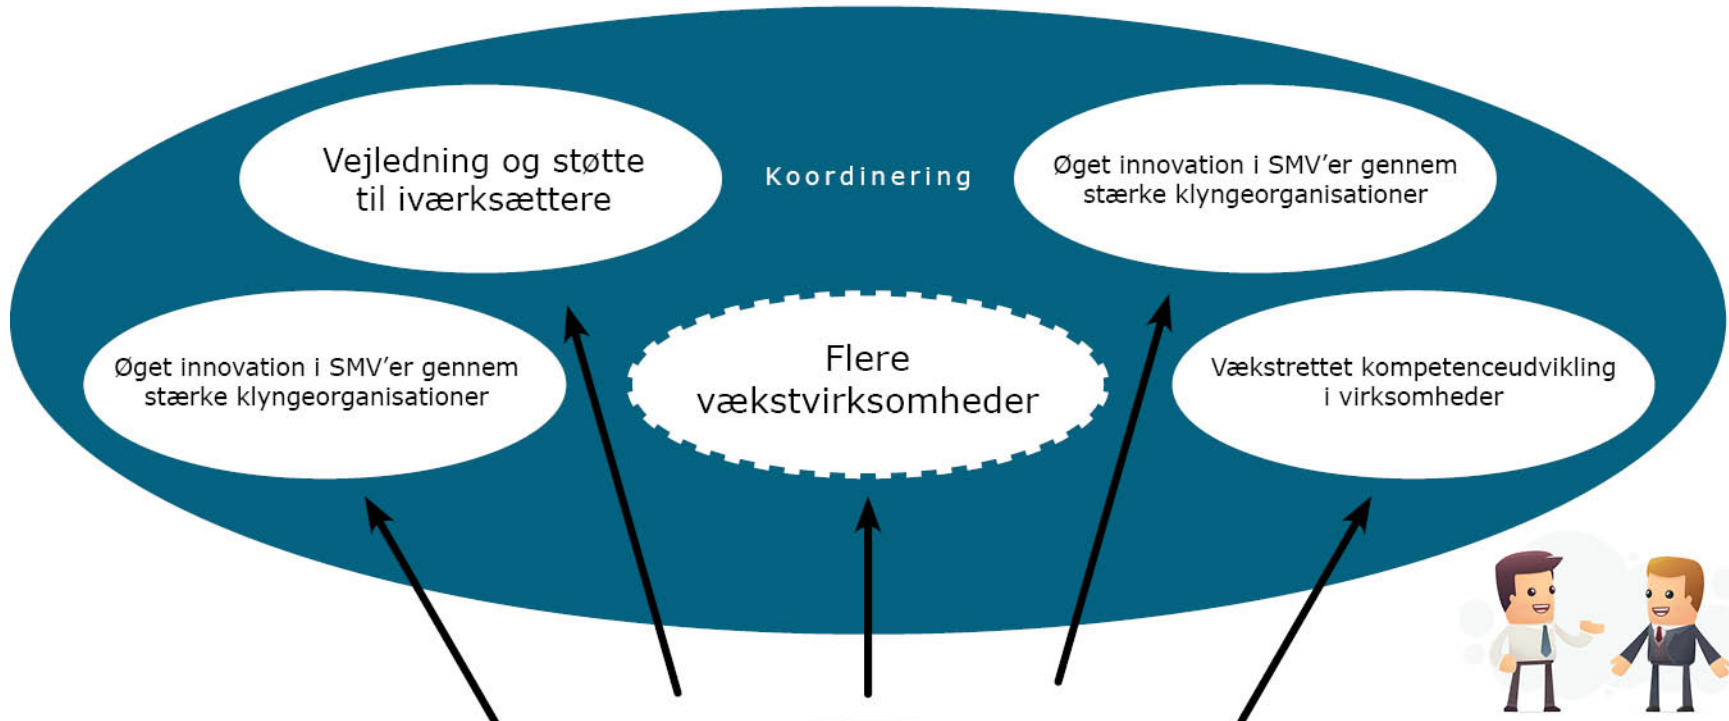 Vejledning og støtte
til iværksættere
Koordinering
Øget innovation i SMV'er gennem
stærke klyngeorganisationer
Øget innovation i SMV'er gennem
stærke klyngeorganisationer
Flere
vækstvirksomheder
Vækstrettet kompetenceudvikling
i virksomheder